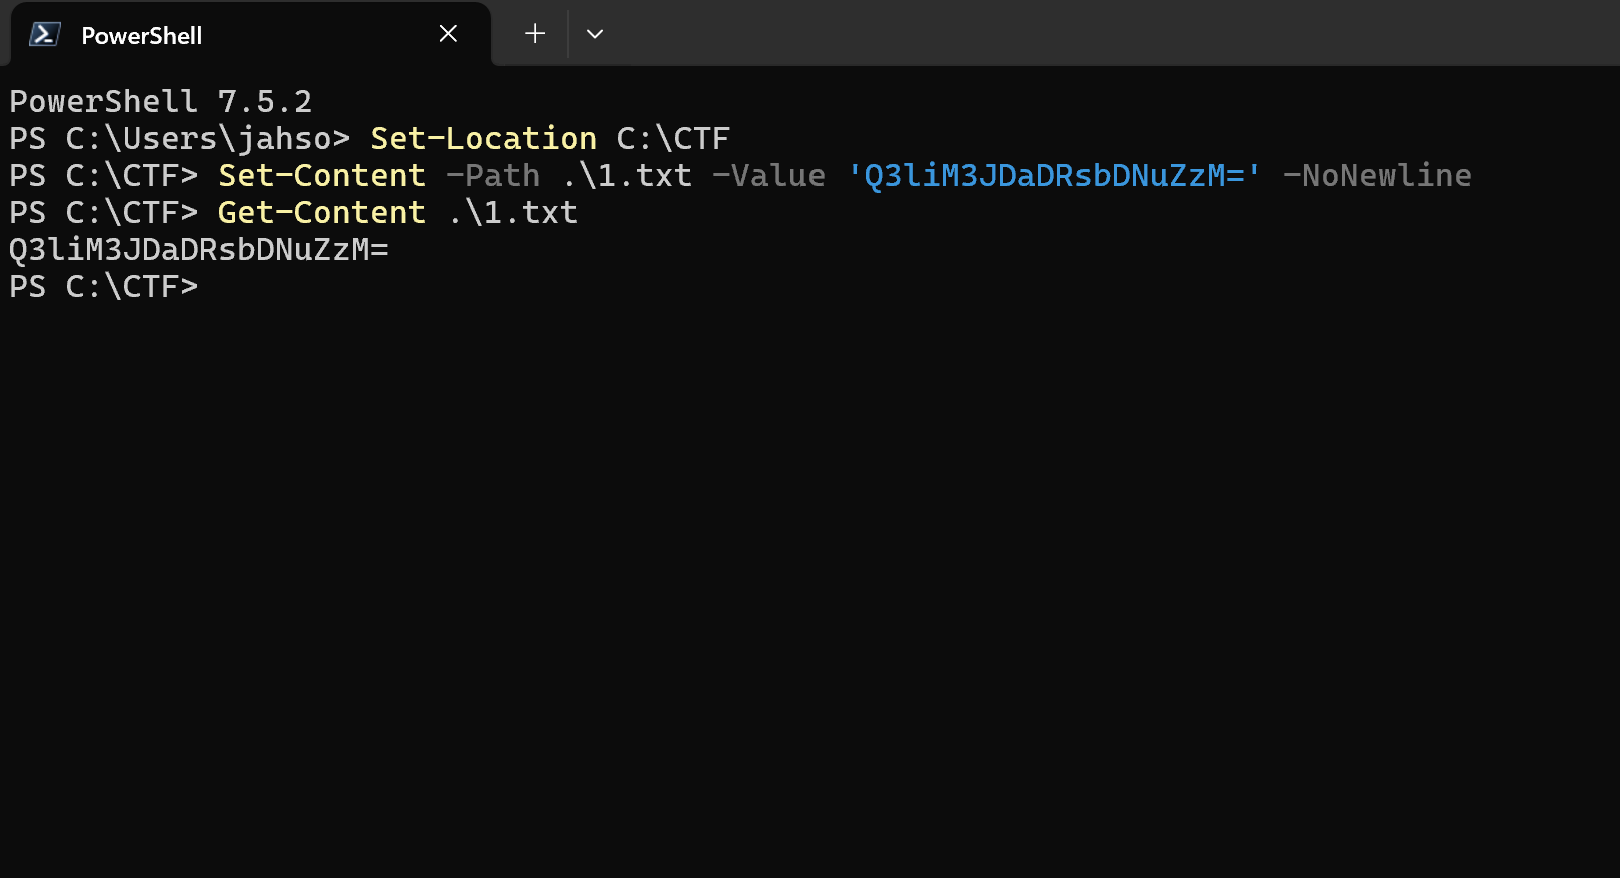 PowerShell
PowerShell 7.5.2
PS C:\Users\jahso> Set-Location C:\CTF
PS C:\CTF> Set-Content -Path .\1.txt -Value 'Q3liM3JDaDRsbDNuZzM=' -NoNewline
PS C:\CTF> Get-Content .\1.txt
Q3liM3JDaDRsbDNuZzM=
PS C:\CTF>